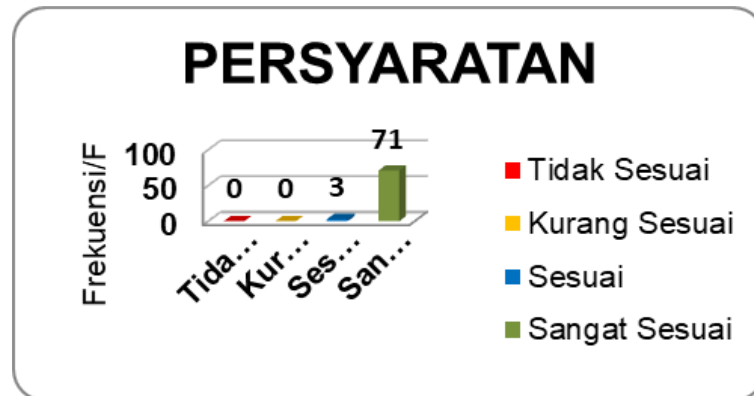 PERSYARATAN
Frekuensi/F
100
50
0
0
0
3
71
Tida...
Kur...
Ses...
San...
Tidak Sesuai
Kurang Sesuai
Sesuai
Sangat Sesuai